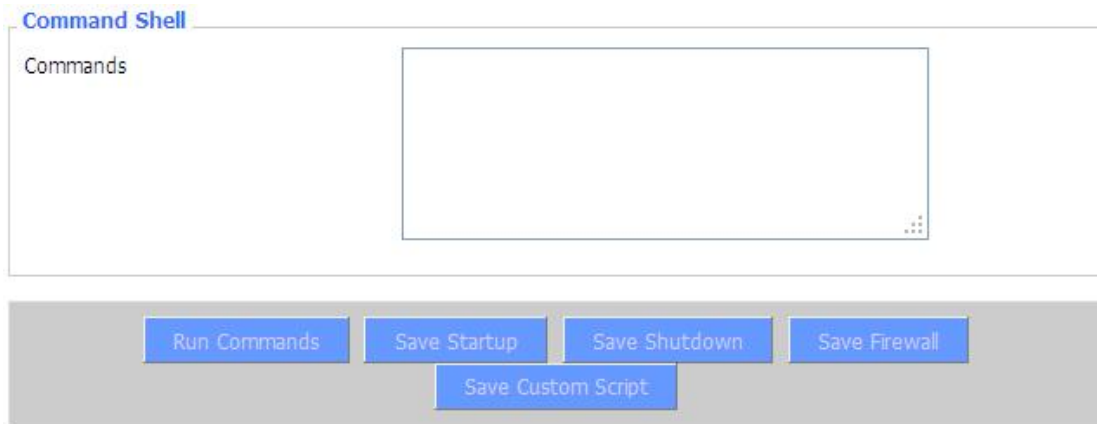 Command Shell
Commands
Run Commands Save Startup Save Shutdown Save Firewall
Save Custom Script